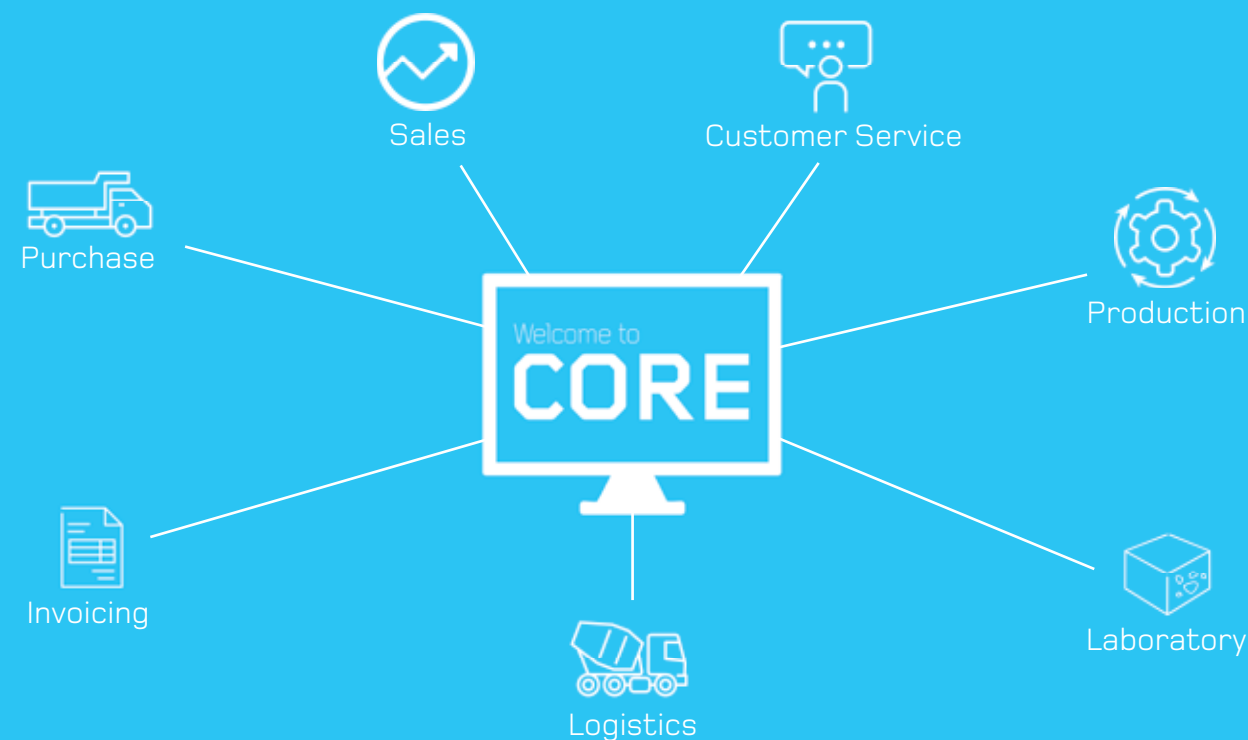 Sales
Customer Service
Purchase
Production
Welcome to
CORE
Invoicing
Laboratory
Logistics